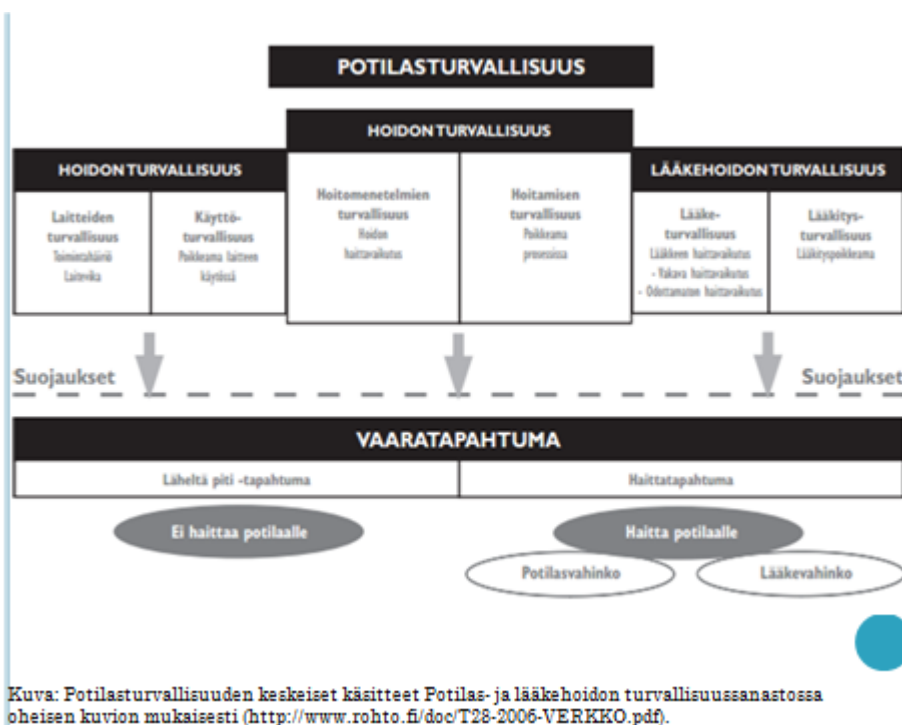 POTILASTURVALLISUUS
HOIDON TURVALLISUUS
HOIDON TURVALLISUUS
LÄÄKEHOIDON TURVALLISUUS
Laitteiden
turvallisuus
Toimintahäiriö
Laitevika
Käyttö-
turvallisuus
Poikkeama laitteen
käytössä
Hoitomenetelmien
turvallisuus
Hoidon
haittavaikutus
Hoitamisen
turvallisuus
Poikkeama
prosessissa
Lääke-
turvallisuus
Lääkkeen haittavaikutus
- Vakava haittavaikutus
- Odottamaton haittavaikutus
Lääkitys-
turvallisuus
Lääkityspoikkeama
Suojaukset
Suojaukset
VAARATAPAHTUMA
Läheltä piti -tapahtuma
Haittatapahtuma
Ei haittaa potilaalle
Haitta potilaalle
Potilasvahinko
Lääkevahinko
Kuva: Potilasturvallisuuden keskeiset käsitteet Potilas- ja lääkehoidon turvallisuussanastossa
oheisen kuvion mukaisesti (http://www.rohto.fi/doc/T28-2006-VERKKO.pdf).